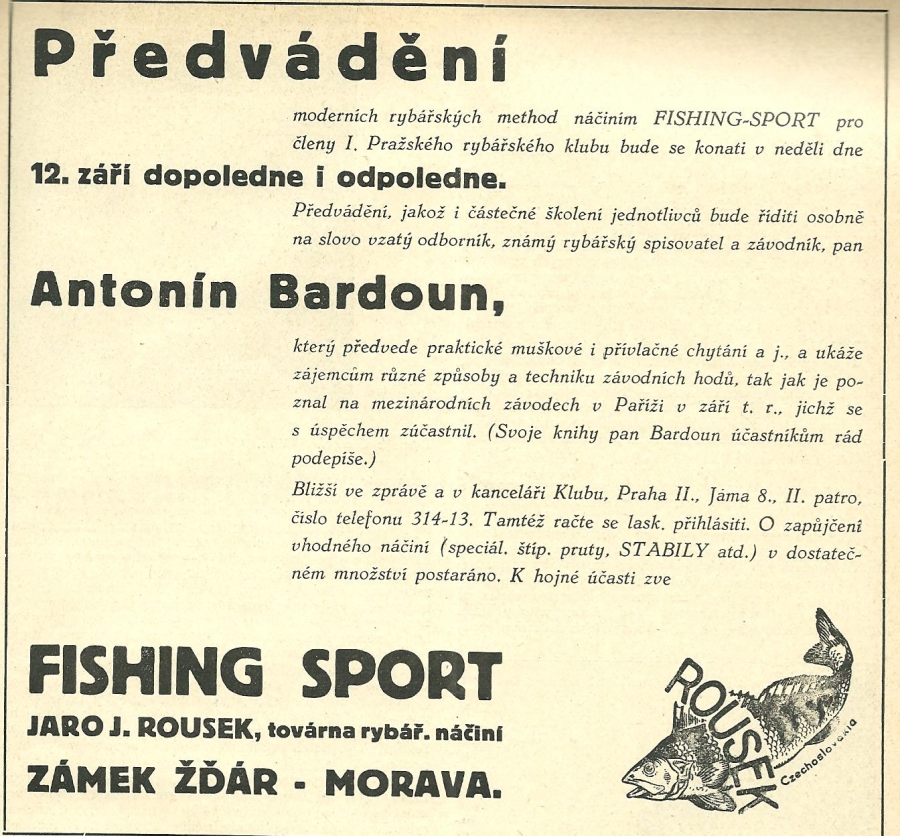 Předvádění
moderních rybářských method náčiním FISHING-SPORT pro
členy I. Pražského rybářského klubu bude se konati v neděli dne
12. září dopoledne i odpoledne.
Předvádění, jakož i částečné školení jednotlivců bude říditi osobně
na slovo vzatý odborník, známý rybářský spisovatel a závodník, pan
Antonín Bardoun,
který předvede praktické muškové i přívlačné chytání a j., a ukáže
zájemcům různé způsoby a techniku závodních hodů, tak jak je po-
znal na mezinárodních závodech v Paříži v září t. r., jichž se
s úspěchem zúčastnil. (Svoje knihy pan Bardoun účastníkům rád
podepíše.)
Bližší ve zprávě a v kanceláři Klubu, Praha II., Jáma 8., II. patro,
číslo telefonu 314-13. Tamtéž račte se lask. přihlásiti. O zapůjčení
vhodného náčiní (speciál. štíp. pruty, STABILY atd.) v dostateč-
ném množství postaráno. K hojné účasti zve
FISHING SPORT
JARO J. ROUSEK, továrna rybář. náčiní
ZÁMEK ŽĎÁR - MORAVA.
ROUSEK
Czechoslovakia